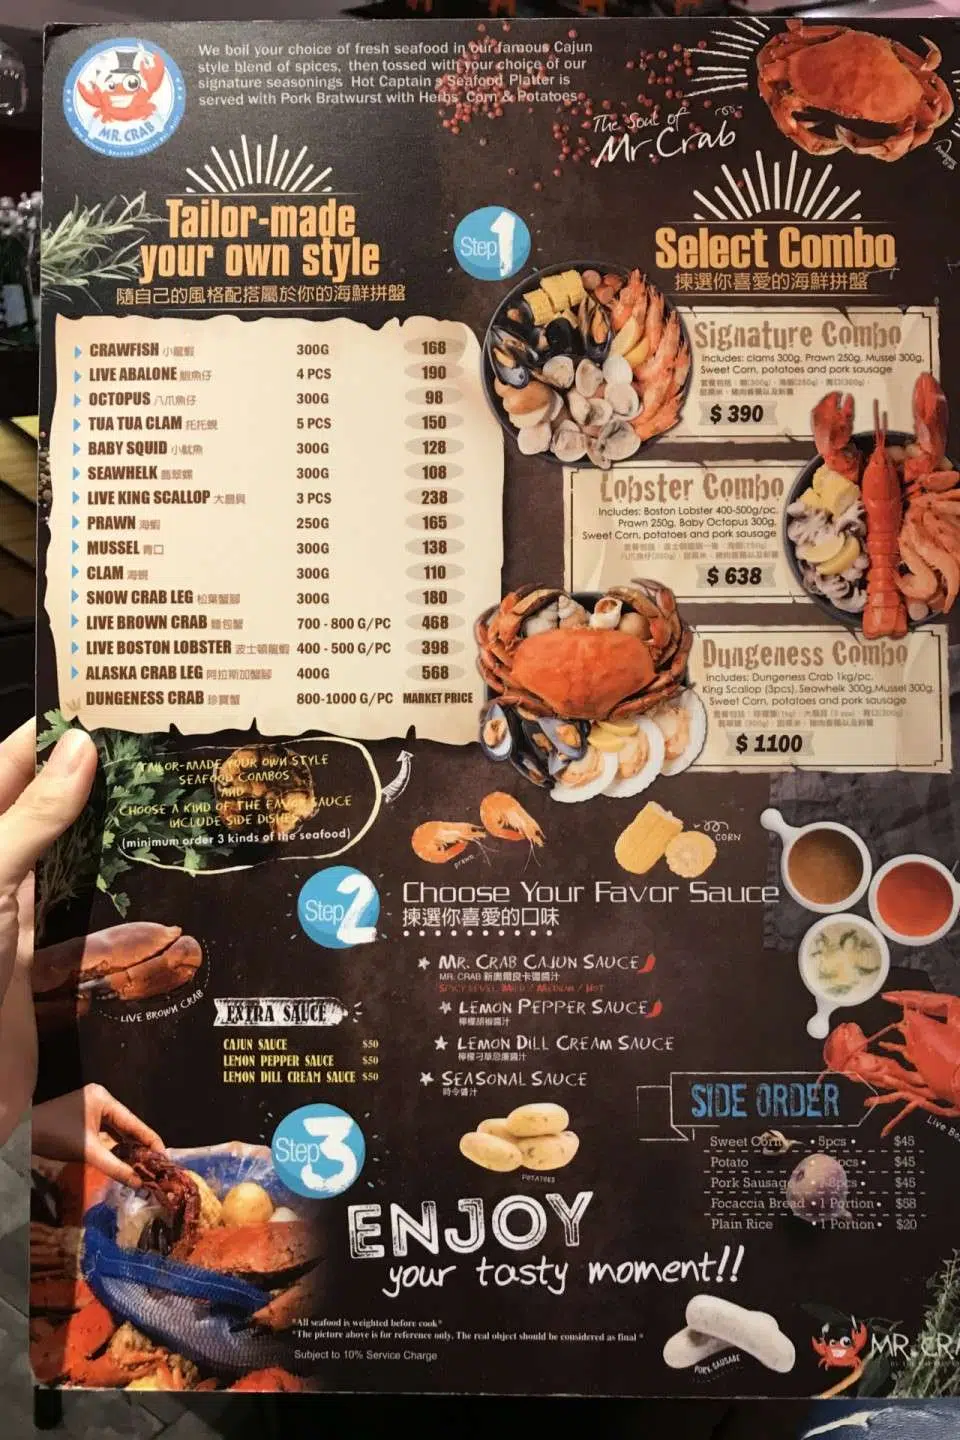 We boil your choice of fresh seafood in our famous Cajun
style blend of spices, then tossed with your choice of our
signature seasonings Hot Captain s Seafood Platter is
served with Pork Bratwurst with Herbs Corn & Potatoes
MR. CRAB
The Soul of
Mr.Crab
Tailor-made
your own style
隨自己的風格配搭屬於你的海鮮拼盤
Step 1
Select Combo
揀選你喜愛的海鮮拼盤
CRAWFISH 小龍蝦 300G 168
LIVE ABALONE 鮑魚仔 4 PCS 190
OCTOPUS 八爪魚仔 300G 98
TUA TUA CLAM 托托蜆 5 PCS 150
BABY SQUID 小魷魚 300G 128
SEAWHELK 翡翠螺 300G 108
LIVE KING SCALLOP 大扇貝 3 PCS 238
PRAWN 海蝦 250G 165
MUSSEL 青口 300G 138
CLAM 海蜆 300G 110
SNOW CRAB LEG 松葉蟹腳 300G 180
LIVE BROWN CRAB 麵包蟹 700 - 800 G/PC 468
LIVE BOSTON LOBSTER 波士頓龍蝦 400 - 500 G/PC 398
ALASKA CRAB LEG 阿拉斯加蟹腳 400G 568
DUNGENESS CRAB 珍寶蟹 800-1000 G/PC MARKET PRICE
Signature Combo
Includes: clams 300g, Prawn 250g, Mussel 300g,
Sweet Corn, potatoes and pork sausage
$ 390
Lobster Combo
Includes: Boston Lobster 400-500g/pc,
Prawn 250g, Baby Octopus 300g,
Sweet Corn, potatoes and pork sausage
$ 638
Dungeness Combo
Includes: Dungeness Crab 1kg/pc,
King Scallop (3pcs), Seawhelk 300g,Mussel 300g,
Sweet Corn, potatoes and pork sausage
$ 1100
TAILOR-MADE YOUR OWN STYLE
SEAFOOD COMBOS
AND
CHOOSE A KIND OF THE FAVOR SAUCE
INCLUDE SIDE DISHES
(minimum order 3 kinds of the seafood)
prawn
CORN
Step 2
Choose Your Favor Sauce
揀選你喜愛的口味
MR. CRAB CAJUN SAUCE
MR. CRAB 新奧爾良卡疆醬汁
SPICY LEVEL: MILD / MEDIUM / HOT
LEMON PEPPER SAUCE
檸檬胡椒醬汁
LEMON DILL CREAM SAUCE
檸檬刁草忌廉醬汁
SEASONAL SAUCE
時令醬汁
LIVE BROWN CRAB
EXTRA SAUCE
CAJUN SAUCE $50
LEMON PEPPER SAUCE $50
LEMON DILL CREAM SAUCE $50
Step 3
POTATOES
SIDE ORDER
Sweet Corn • 5pcs • $45
Potato • pcs • $45
Pork Sausage 8pcs • $45
Focaccia Bread • 1 Portion • $58
Plain Rice • 1 Portion • $20
ENJOY
your tasty moment!!
*All seafood is weighted before cook*
*The picture above is for reference only. The real object should be considered as final *
Subject to 10% Service Charge
PORK SAUSAGE
MR. CRA